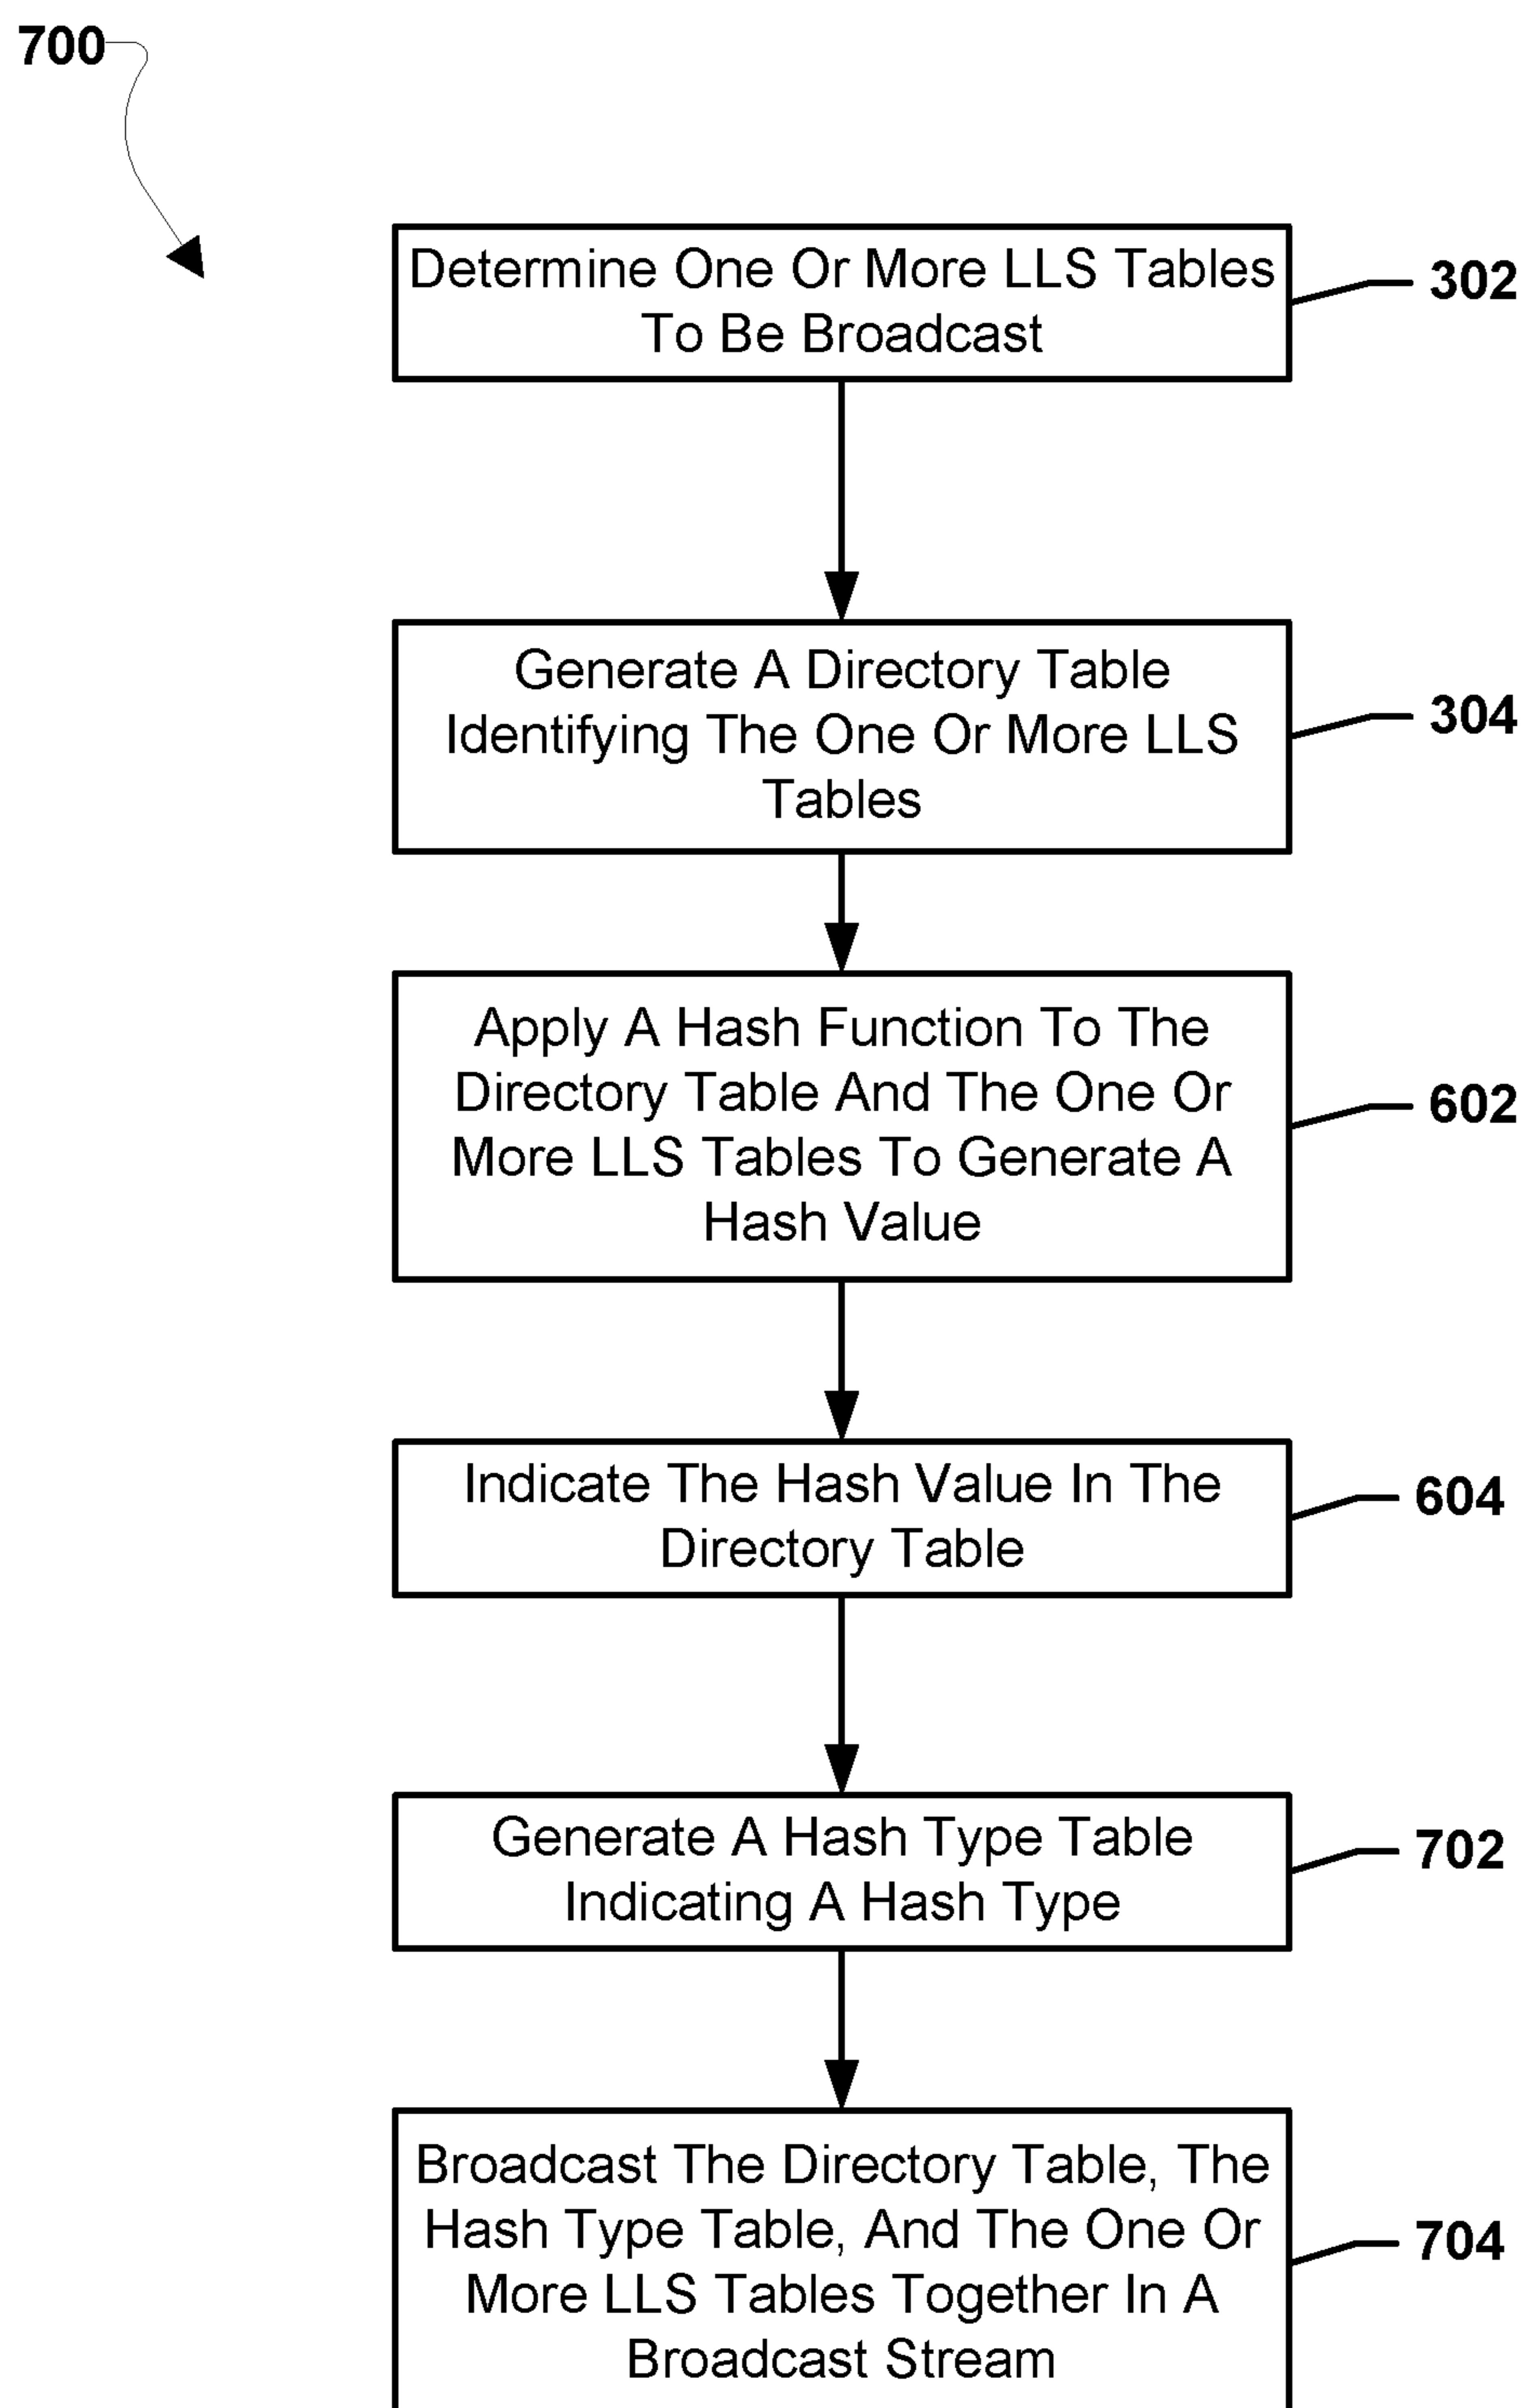 700
Determine One Or More LLS Tables
To Be Broadcast
302
Generate A Directory Table
Identifying The One Or More LLS
Tables
304
Apply A Hash Function To The
Directory Table And The One Or
More LLS Tables To Generate A
Hash Value
602
Indicate The Hash Value In The
Directory Table
604
Generate A Hash Type Table
Indicating A Hash Type
702
Broadcast The Directory Table, The
Hash Type Table, And The One Or
More LLS Tables Together In A
Broadcast Stream
704